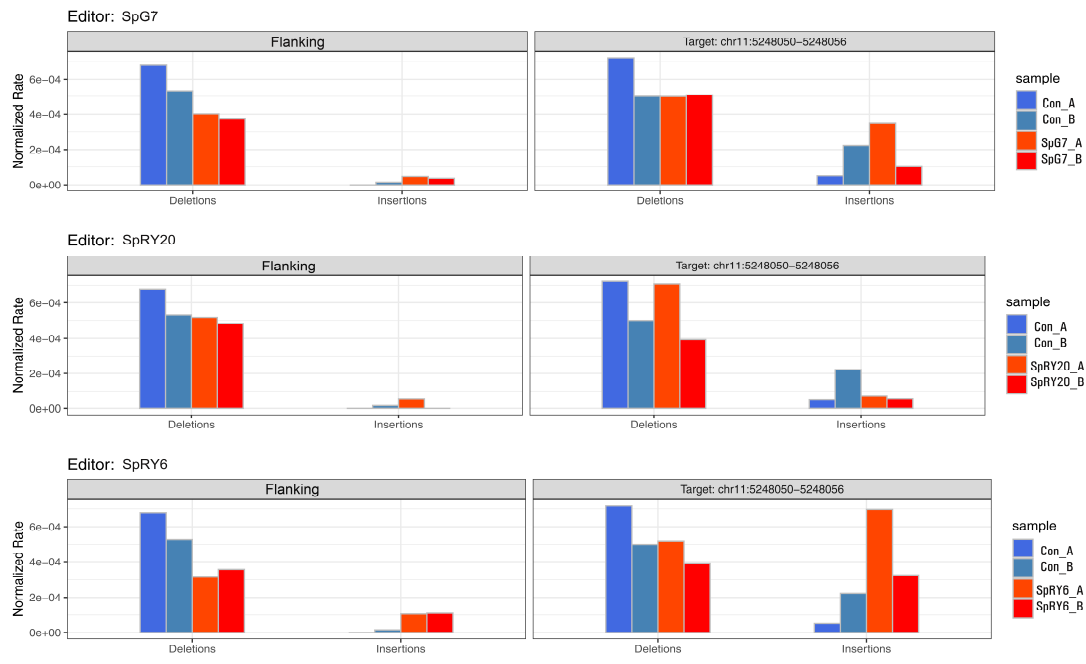 Editor: SpG7
Flanking
Target: chr11:5248050−5248056
Normalized Rate
6e−04
4e−04
2e−04
0e+00
Deletions
Insertions
Deletions
Insertions
sample
Con_A
Con_B
SpG7_A
SpG7_B
Editor: SpRY20
Flanking
Target: chr11:5248050−5248056
Normalized Rate
6e−04
4e−04
2e−04
0e+00
Deletions
Insertions
Deletions
Insertions
sample
Con_A
Con_B
SpRY20_A
SpRY20_B
Editor: SpRY6
Flanking
Target: chr11:5248050−5248056
Normalized Rate
6e−04
4e−04
2e−04
0e+00
Deletions
Insertions
Deletions
Insertions
sample
Con_A
Con_B
SpRY6_A
SpRY6_B